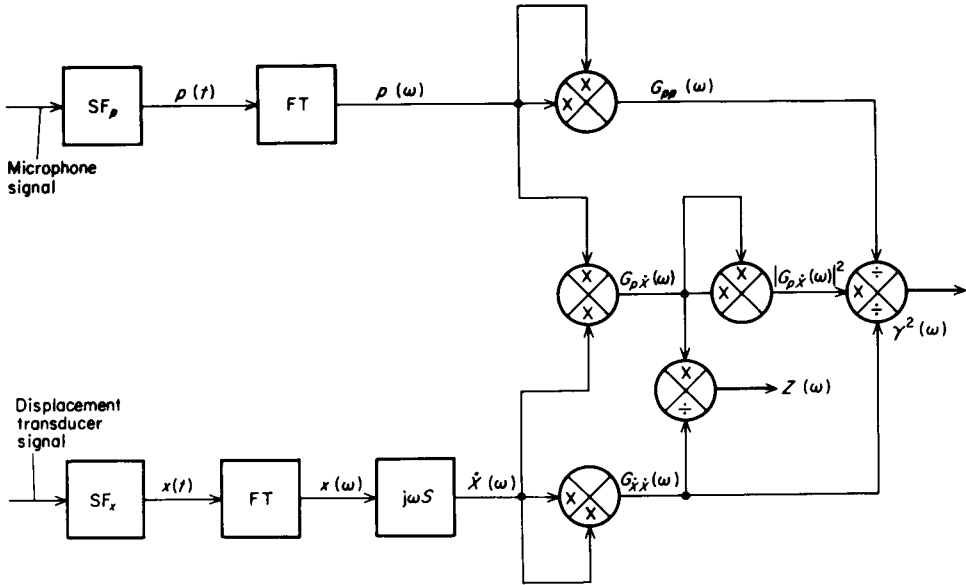 SFₚ
p(t)
FT
p(ω)
× ×
Gₚₚ(ω)
Microphone
signal
× ×
Gₚẋ(ω)
× ×
|Gₚẋ(ω)|²
÷ × ÷
γ²(ω)
× ÷
Z(ω)
Displacement
transducer
signal
SFₓ
x(t)
FT
x(ω)
jωS
Ẋ(ω)
× ×
Gẋẋ(ω)